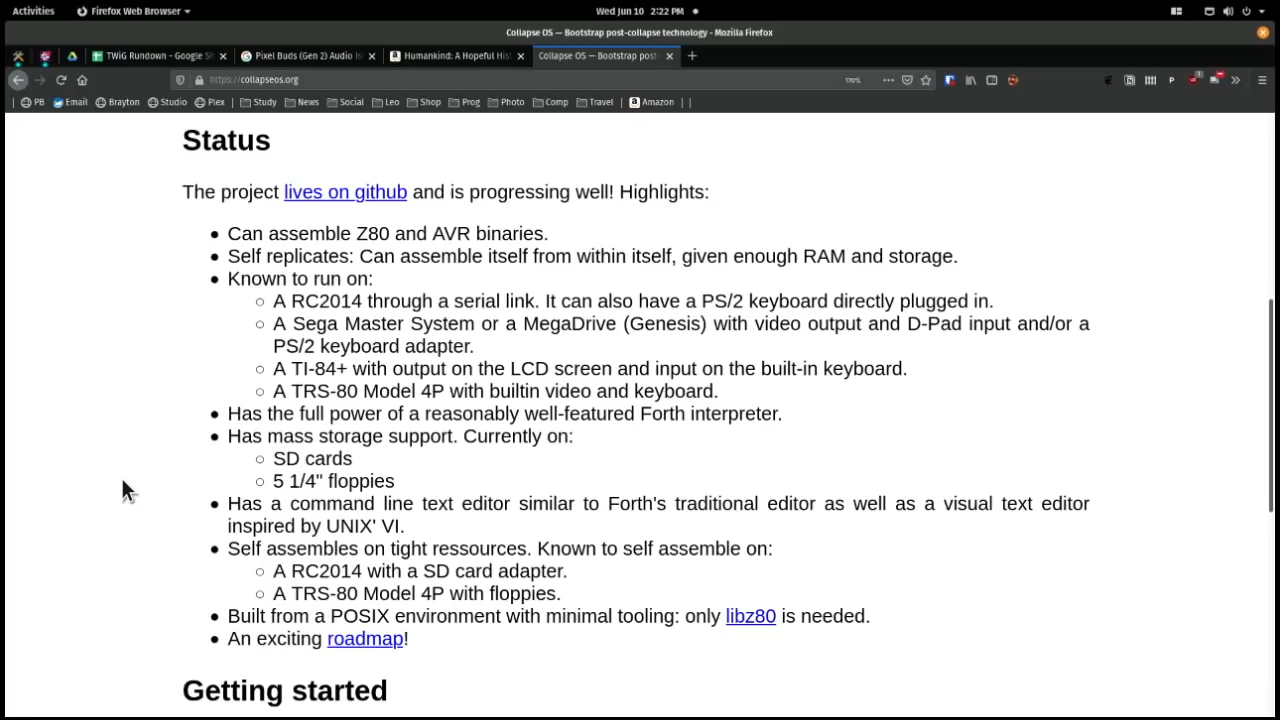 Activities
Firefox Web Browser
Wed Jun 10 2:22 PM
Collapse OS — Bootstrap post-collapse technology - Mozilla Firefox
TWiG Rundown - Google Sh
Pixel Buds (Gen 2) Audio Is
Humankind: A Hopeful His
Collapse OS — Bootstrap post
https://collapseos.org
170%
PB
Email
Brayton
Studio
Plex
Study
News
Social
Leo
Shop
Prog
Photo
Comp
Travel
Amazon
Status
The project lives on github and is progressing well! Highlights:
• Can assemble Z80 and AVR binaries.
• Self replicates: Can assemble itself from within itself, given enough RAM and storage.
• Known to run on:
○ A RC2014 through a serial link. It can also have a PS/2 keyboard directly plugged in.
○ A Sega Master System or a MegaDrive (Genesis) with video output and D-Pad input and/or a
PS/2 keyboard adapter.
○ A TI-84+ with output on the LCD screen and input on the built-in keyboard.
○ A TRS-80 Model 4P with builtin video and keyboard.
• Has the full power of a reasonably well-featured Forth interpreter.
• Has mass storage support. Currently on:
○ SD cards
○ 5 1/4" floppies
• Has a command line text editor similar to Forth's traditional editor as well as a visual text editor
inspired by UNIX' VI.
• Self assembles on tight ressources. Known to self assemble on:
○ A RC2014 with a SD card adapter.
○ A TRS-80 Model 4P with floppies.
• Built from a POSIX environment with minimal tooling: only libz80 is needed.
• An exciting roadmap!
Getting started